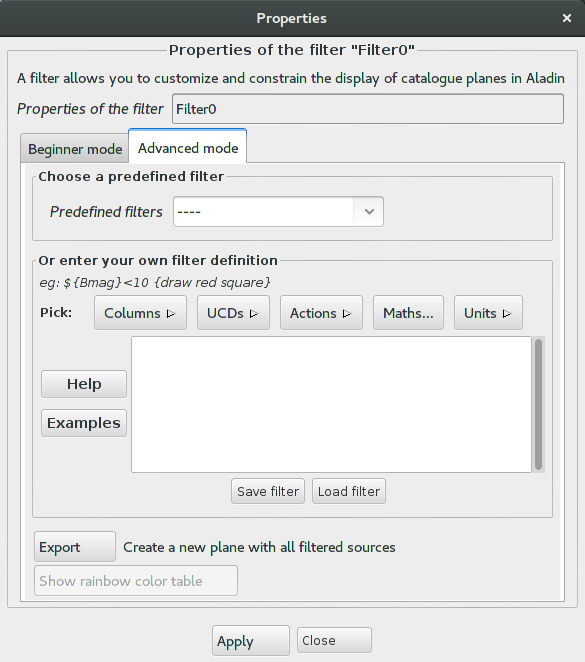 Properties
Properties of the filter "Filter0"
A filter allows you to customize and constrain the display of catalogue planes in Aladin
Properties of the filter Filter0
Beginner mode Advanced mode
Choose a predefined filter
Predefined filters ----
Or enter your own filter definition
eg: ${Bmag}<10 {draw red square}
Pick: Columns ▷ UCDs ▷ Actions ▷ Maths... Units ▷
Help
Examples
Save filter Load filter
Export Create a new plane with all filtered sources
Show rainbow color table
Apply Close